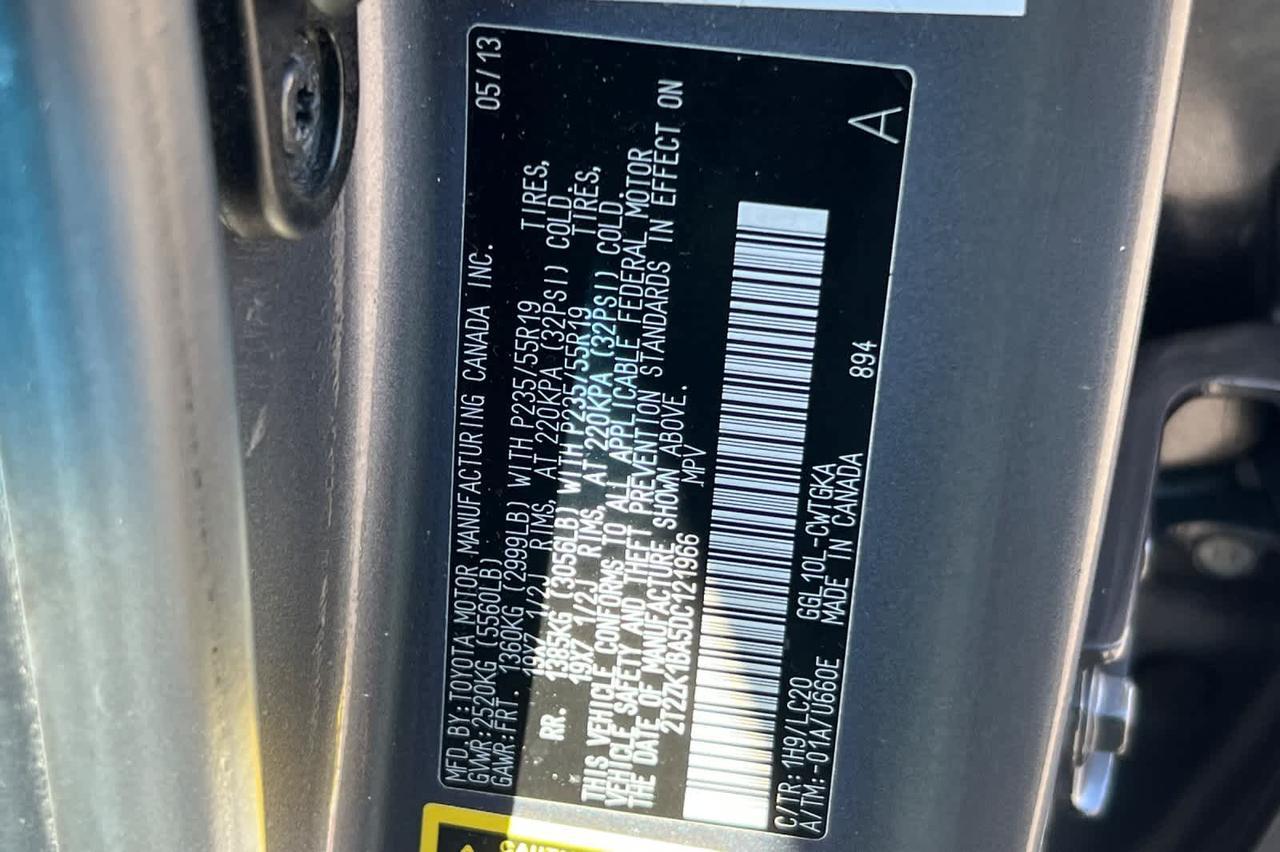 MFD BY:TOYOTA MOTOR MANUFACTURING CANADA INC. 05/13
GVWR:2520KG (5560LB)
GAWR:FRT. 1360KG (2999LB) WITH P235/55R19 TIRES,
19X7 1/2J RIMS, AT 220KPA (32PSI) COLD
RR. 1385KG (3056LB) WITH P235/55R19 TIRES,
19X7 1/2J RIMS, AT 220KPA (32PSI) COLD.
THIS VEHICLE CONFORMS TO ALL APPLICABLE FEDERAL MOTOR
VEHICLE SAFETY AND THEFT PREVENTION STANDARDS IN EFFECT ON
THE DATE OF MANUFACTURE SHOWN ABOVE.
2T2ZK1BA5DC121966 MPV
C/TR:1H9/LC20 GGL10L-CWTGKA 894 A
A/TM:-01A/U660E MADE IN CANADA